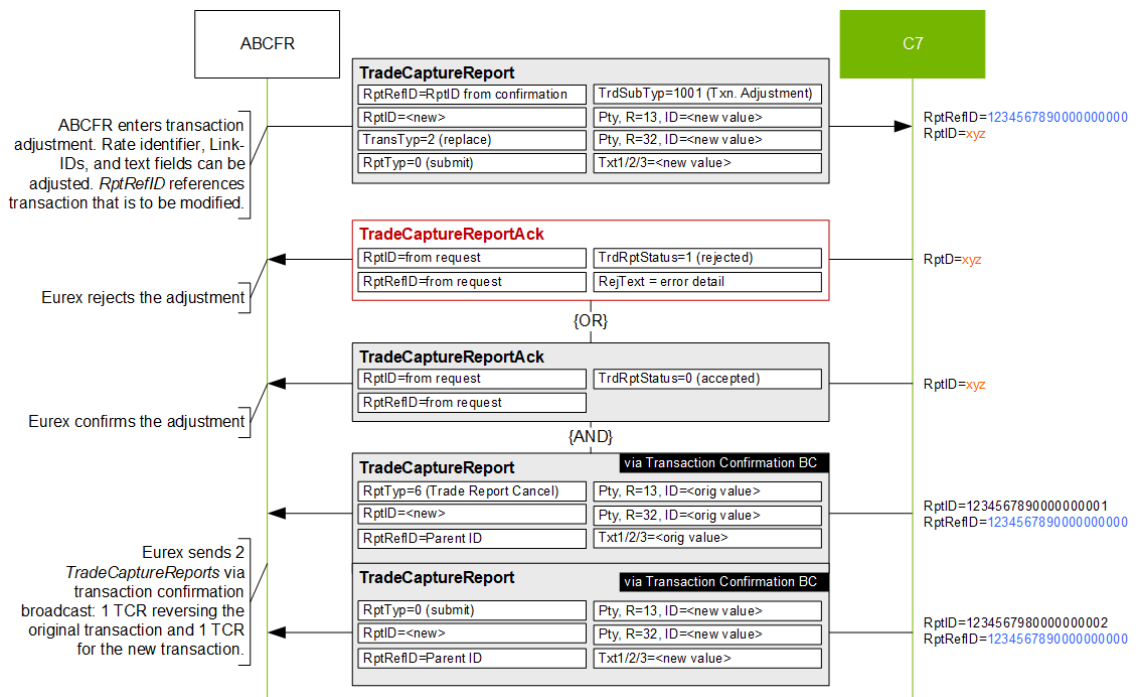 ABCFR
C7
TradeCaptureReport
RptRefID=RptID from confirmation
TrdSubTyp=1001 (Txn. Adjustment)
RptID=<new>
Pty, R=13, ID=<new value>
TransTyp=2 (replace)
Pty, R=32, ID=<new value>
RptTyp=0 (submit)
Txt1/2/3=<new value>
ABCFR enters transaction
adjustment. Rate identifier, Link-
IDs, and text fields can be
adjusted. RptRefID references
transaction that is to be modified.
RptRefID=1234567890000000000
RptID=xyz
TradeCaptureReportAck
RptID=from request
TrdRptStatus=1 (rejected)
RptRefID=from request
RejText = error detail
Eurex rejects the adjustment
RptD=xyz
{OR}
TradeCaptureReportAck
RptID=from request
TrdRptStatus=0 (accepted)
RptRefID=from request
Eurex confirms the adjustment
RptID=xyz
{AND}
TradeCaptureReport
via Transaction Confirmation BC
RptTyp=6 (Trade Report Cancel)
Pty, R=13, ID=<orig value>
RptID=<new>
Pty, R=32, ID=<orig value>
RptRefID=Parent ID
Txt1/2/3=<orig value>
RptID=1234567890000000001
RptRefID=1234567890000000000
Eurex sends 2
TradeCaptureReports via
transaction confirmation
broadcast: 1 TCR reversing the
original transaction and 1 TCR
for the new transaction.
TradeCaptureReport
via Transaction Confirmation BC
RptTyp=0 (submit)
Pty, R=13, ID=<new value>
RptID=<new>
Pty, R=32, ID=<new value>
RptRefID=Parent ID
Txt1/2/3=<new value>
RptID=1234567980000000002
RptRefID=1234567890000000000